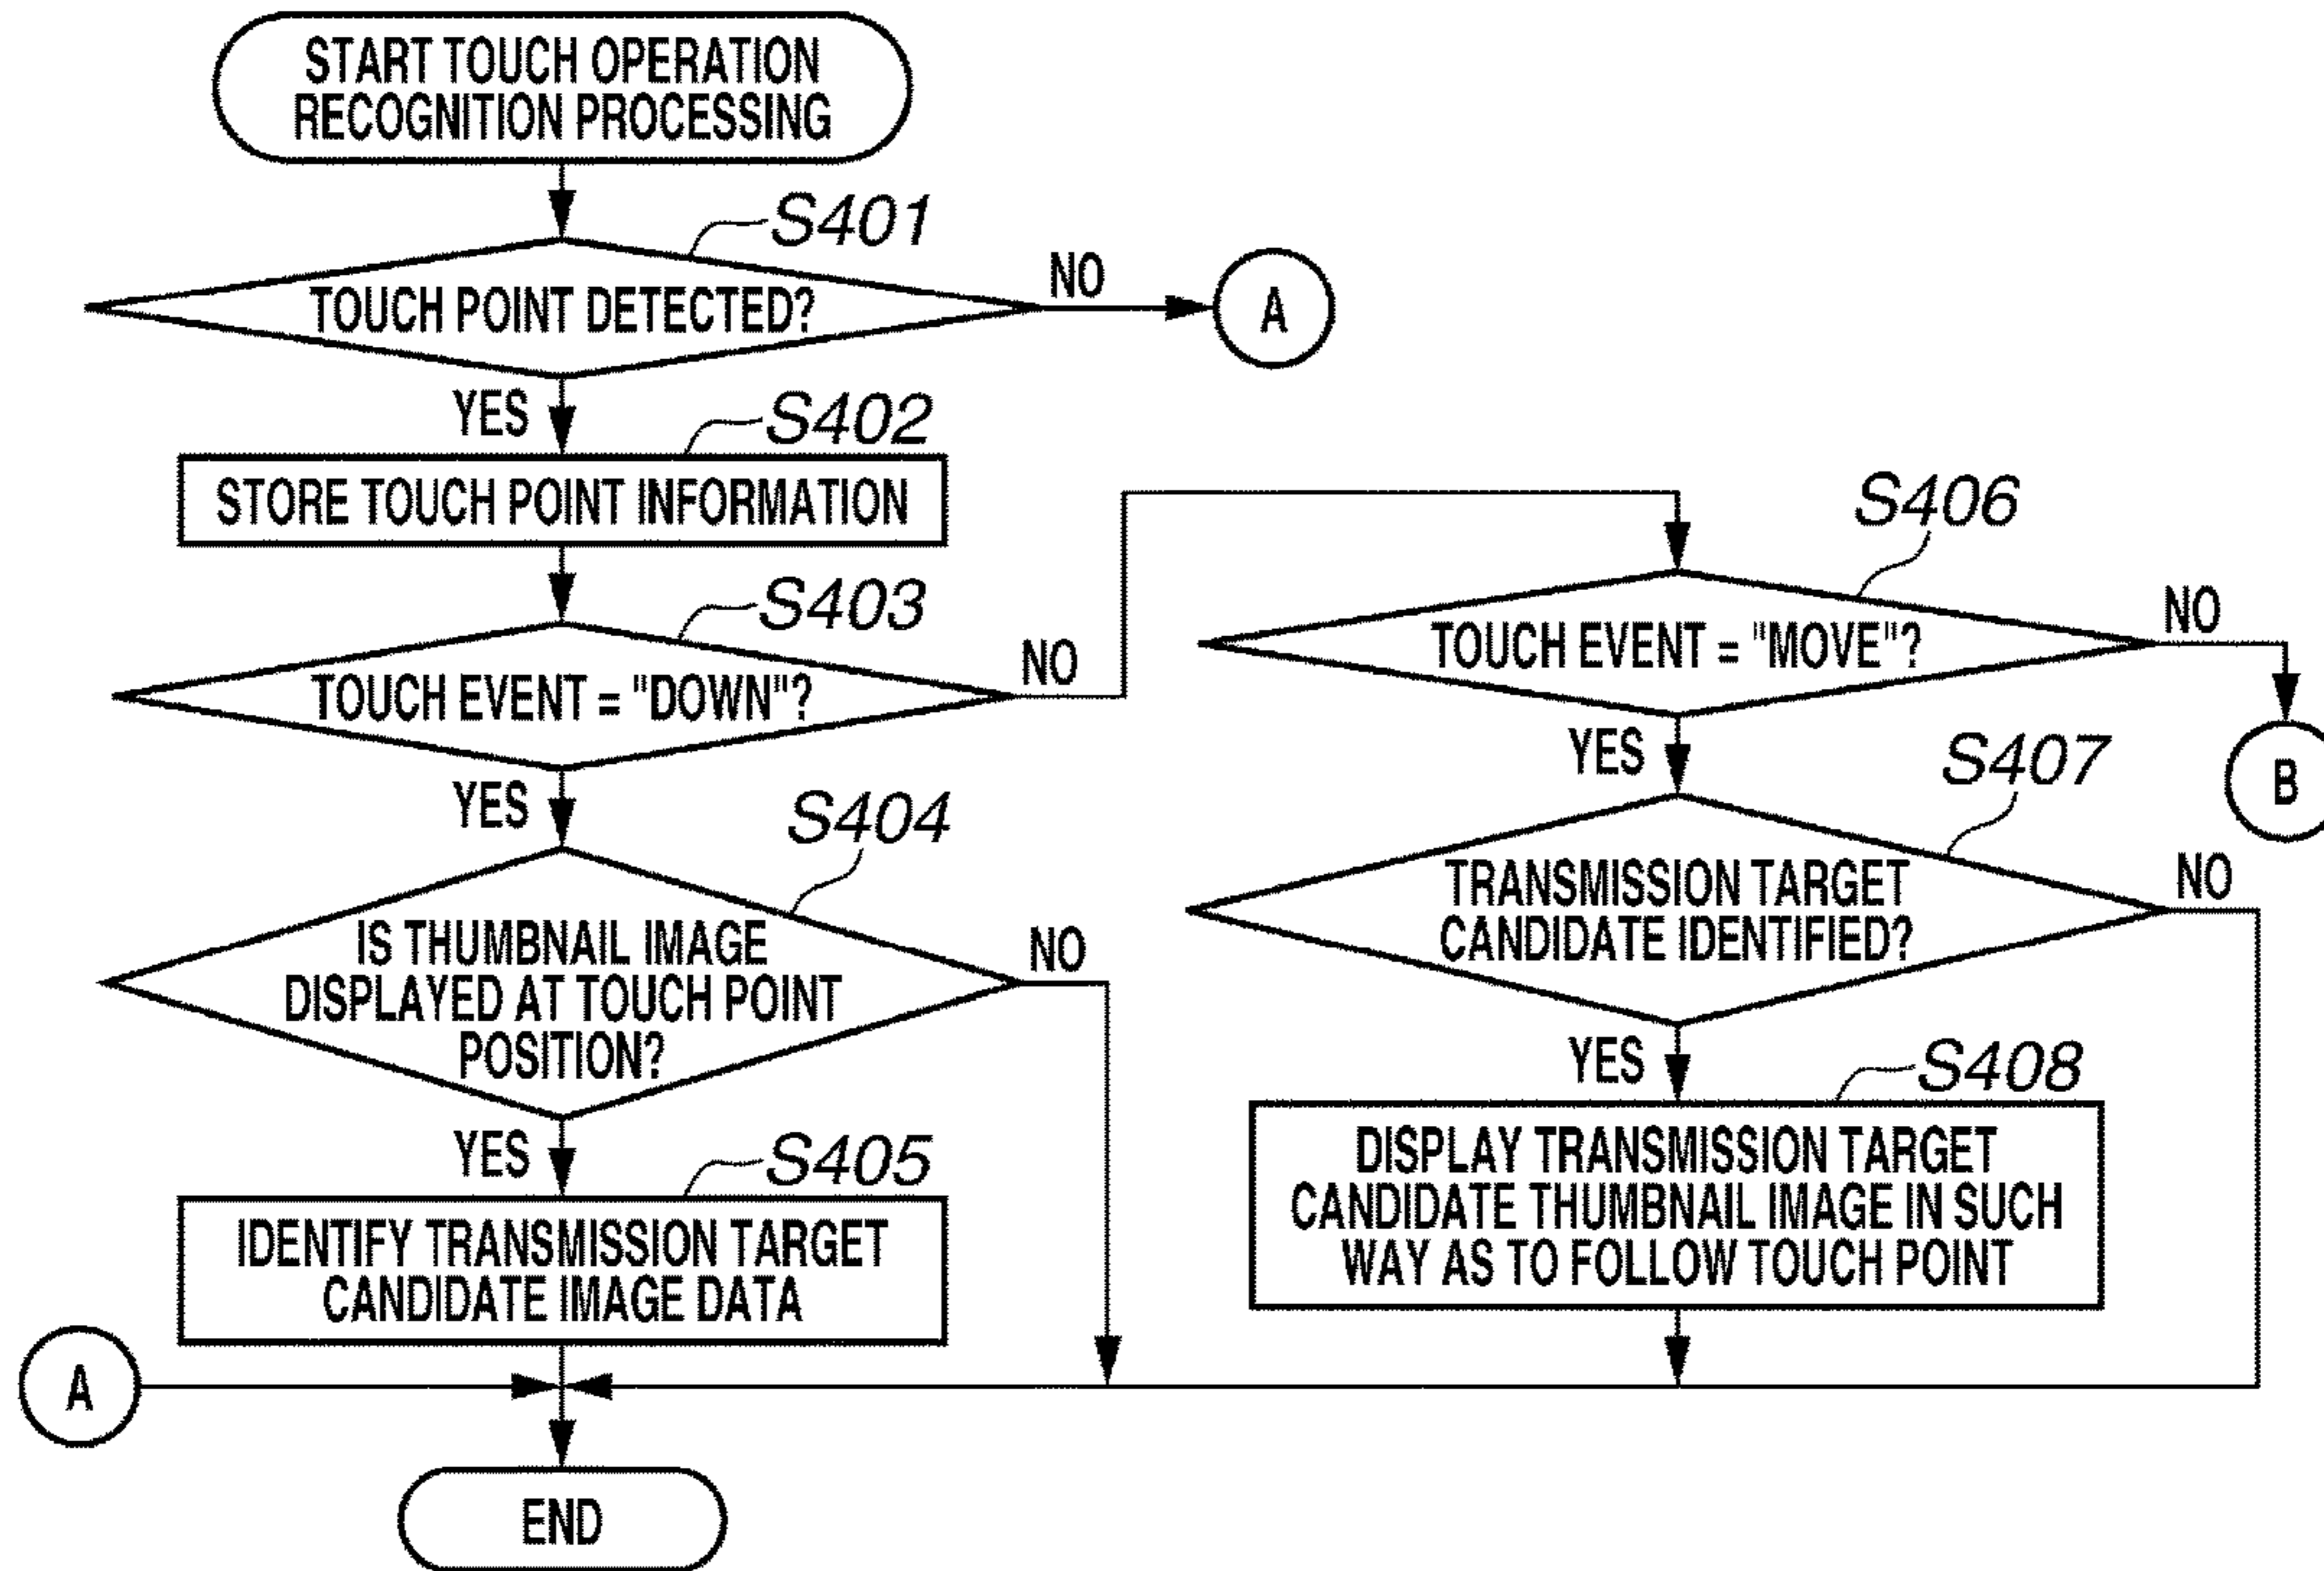 START TOUCH OPERATION
RECOGNITION PROCESSING
S401
TOUCH POINT DETECTED?
NO
A
YES
S402
STORE TOUCH POINT INFORMATION
S403
TOUCH EVENT = "DOWN"?
NO
YES
S404
IS THUMBNAIL IMAGE
DISPLAYED AT TOUCH POINT
POSITION?
NO
YES
S405
IDENTIFY TRANSMISSION TARGET
CANDIDATE IMAGE DATA
A
END
S406
TOUCH EVENT = "MOVE"?
NO
B
YES
S407
TRANSMISSION TARGET
CANDIDATE IDENTIFIED?
NO
YES
S408
DISPLAY TRANSMISSION TARGET
CANDIDATE THUMBNAIL IMAGE IN SUCH
WAY AS TO FOLLOW TOUCH POINT